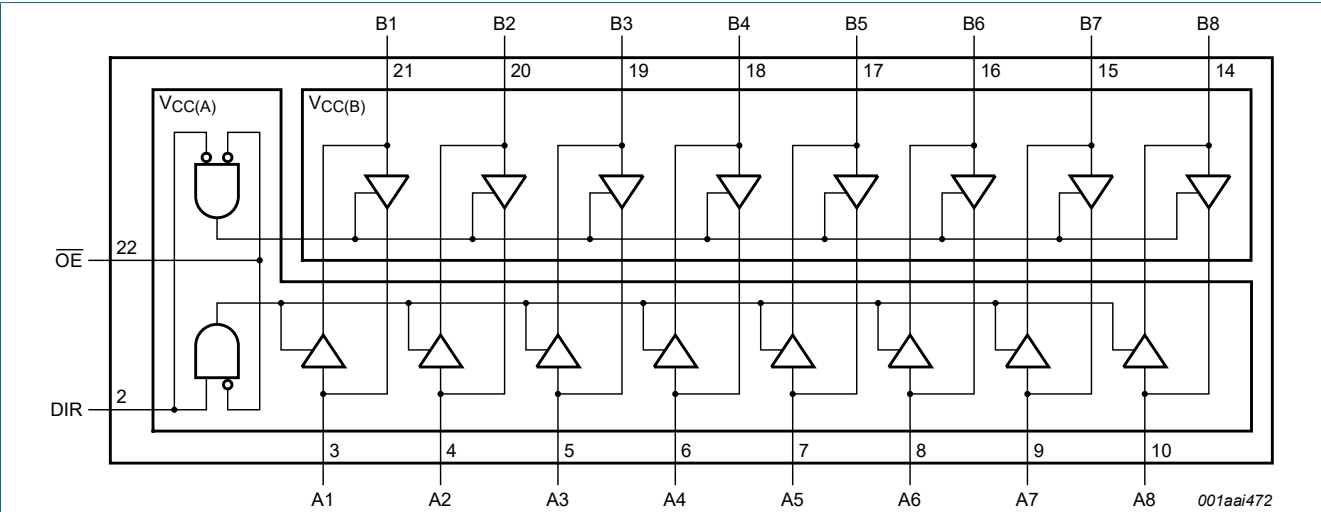 B1 B2 B3 B4 B5 B6 B7 B8
21 20 19 18 17 16 15 14
VCC(A) VCC(B)
OE 22
DIR 2
3 4 5 6 7 8 9 10
A1 A2 A3 A4 A5 A6 A7 A8 001aai472